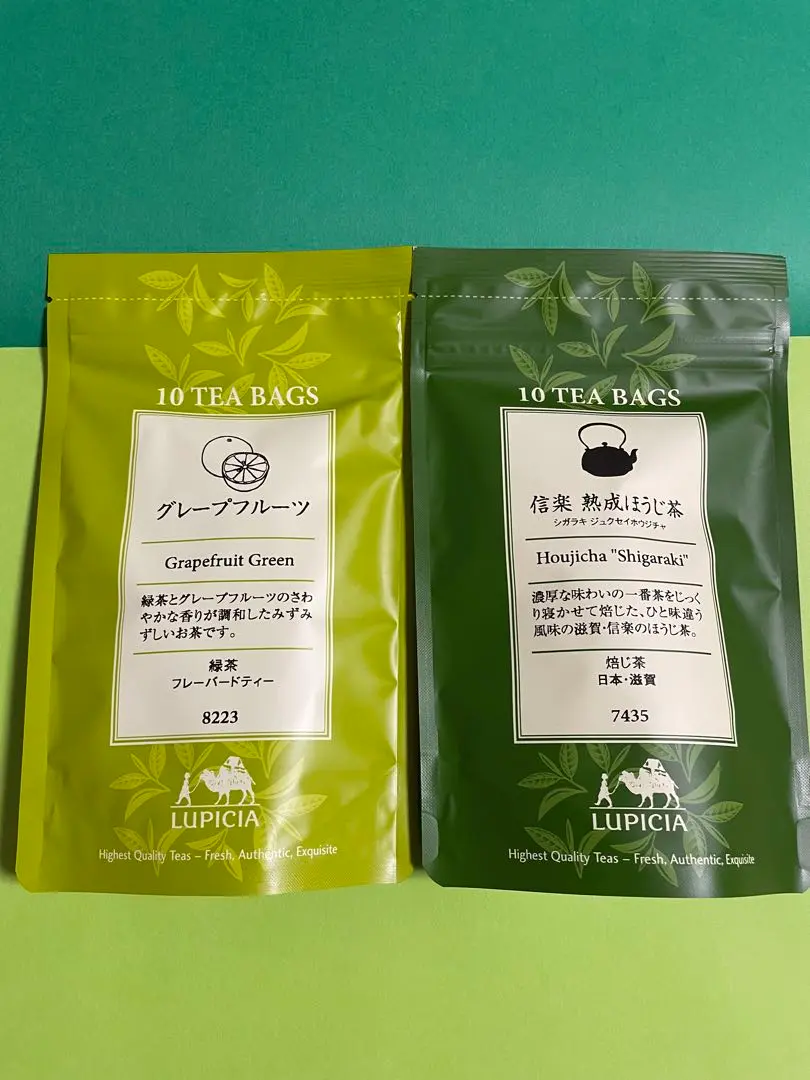 10 TEA BAGS
グレープフルーツ
Grapefruit Green
緑茶とグレープフルーツのさわ
やかな香りが調和したみずみ
ずしいお茶です。
緑茶
フレーバードティー
8223
LUPICIA
Highest Quality Teas – Fresh, Authentic, Exquisite
10 TEA BAGS
信楽 熟成ほうじ茶
シガラキ ジュクセイホウジチャ
Houjicha "Shigaraki"
濃厚な味わいの一番茶をじっく
り寝かせて焙じた、ひと味違う
風味の滋賀・信楽のほうじ茶。
焙じ茶
日本・滋賀
7435
LUPICIA
Highest Quality Teas – Fresh, Authentic, Exquisite